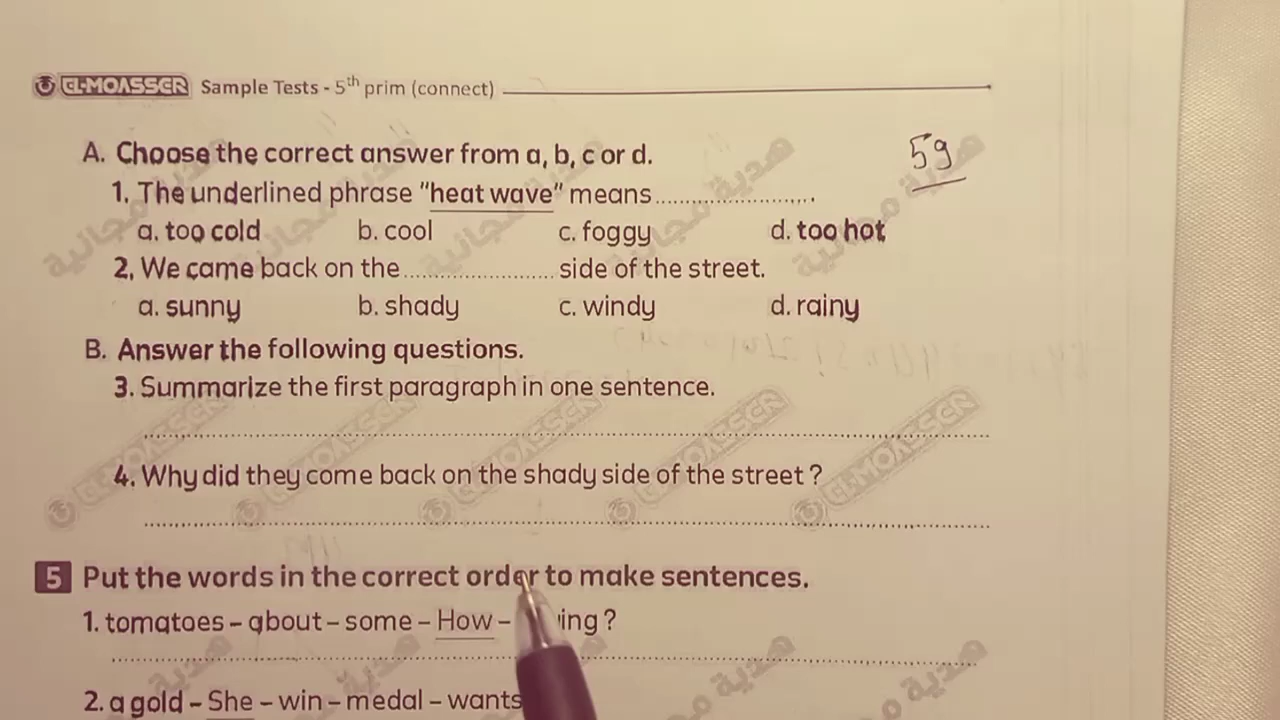 EL-MOASSER Sample Tests - 5th prim (connect)
59
A. Choose the correct answer from a, b, c or d.
1. The underlined phrase "heat wave" means........................
a. too cold b. cool c. foggy d. too hot
2. We came back on the...................... side of the street.
a. sunny b. shady c. windy d. rainy
B. Answer the following questions.
3. Summarize the first paragraph in one sentence.
4. Why did they come back on the shady side of the street ?
5 Put the words in the correct order to make sentences.
1. tomatoes – about – some – How – ing ?
2. a gold – She – win – medal – wants
هدية مجانية
EL-MOASSER